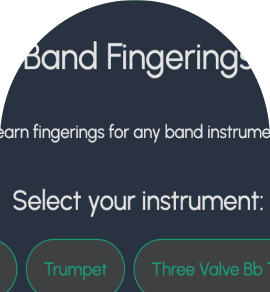 Band Fingerings
earn fingerings for any band instrume
Select your instrument:
Trumpet
Three Valve Bb